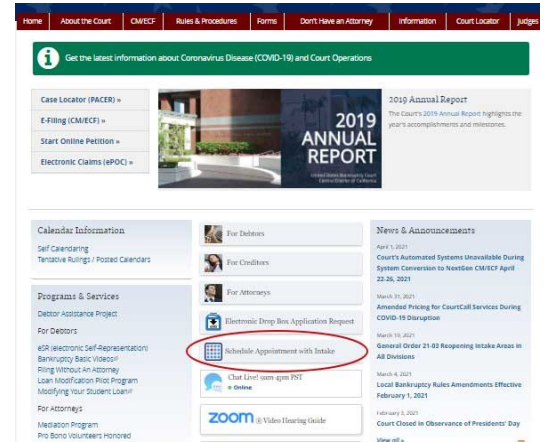 Home
About the Court
CM/ECF
Rules & Procedures
Forms
Don't Have an Attorney
Information
Court Locator
Judges
Get the latest information about Coronavirus Disease (COVID-19) and Court Operations
Case Locator (PACER) »
E-Filing (CM/ECF) »
Start Online Petition »
Electronic Claims (ePOC) »
2019
ANNUAL
REPORT
United States Bankruptcy Court
Central District of California
2019 Annual Report
The Court's 2019 Annual Report highlights the
year's accomplishments and milestones.
Calendar Information
Self Calendaring
Tentative Rulings / Posted Calendars
Programs & Services
Debtor Assistance Project
For Debtors
eSR (electronic Self-Representation)
Bankruptcy Basic Videos
Filing Without An Attorney
Loan Modification Pilot Program
Modifying Your Student Loan
For Attorneys
Mediation Program
Pro Bono Volunteers Honored
For Debtors
For Creditors
For Attorneys
Electronic Drop Box Application Request
Schedule Appointment with Intake
Chat Live! 9am-4pm PST
Online
zoom ® Video Hearing Guide
News & Announcements
April 1, 2021
Court's Automated Systems Unavailable During
System Conversion to NextGen CM/ECF April
22-26, 2021
March 31, 2021
Amended Pricing for CourtCall Services During
COVID-19 Disruption
March 19, 2021
General Order 21-03 Reopening Intake Areas in
All Divisions
March 4, 2021
Local Bankruptcy Rules Amendments Effective
February 1, 2021
February 5, 2021
Court Closed in Observance of Presidents' Day
View all »